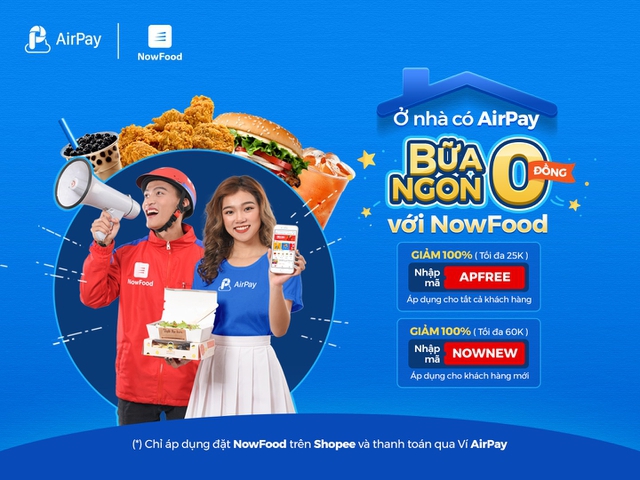 AirPay
NowFood
Ở nhà có AirPay
BỮA
NGON 0 ĐỒNG
với NowFood
GIẢM 100% ( Tối đa 25K )
Nhập mã APFREE
Áp dụng cho tất cả khách hàng
GIẢM 100% ( Tối đa 60K )
Nhập mã NOWNEW
Áp dụng cho khách hàng mới
NowFood
AirPay
(*) Chỉ áp dụng đặt NowFood trên Shopee và thanh toán qua Ví AirPay